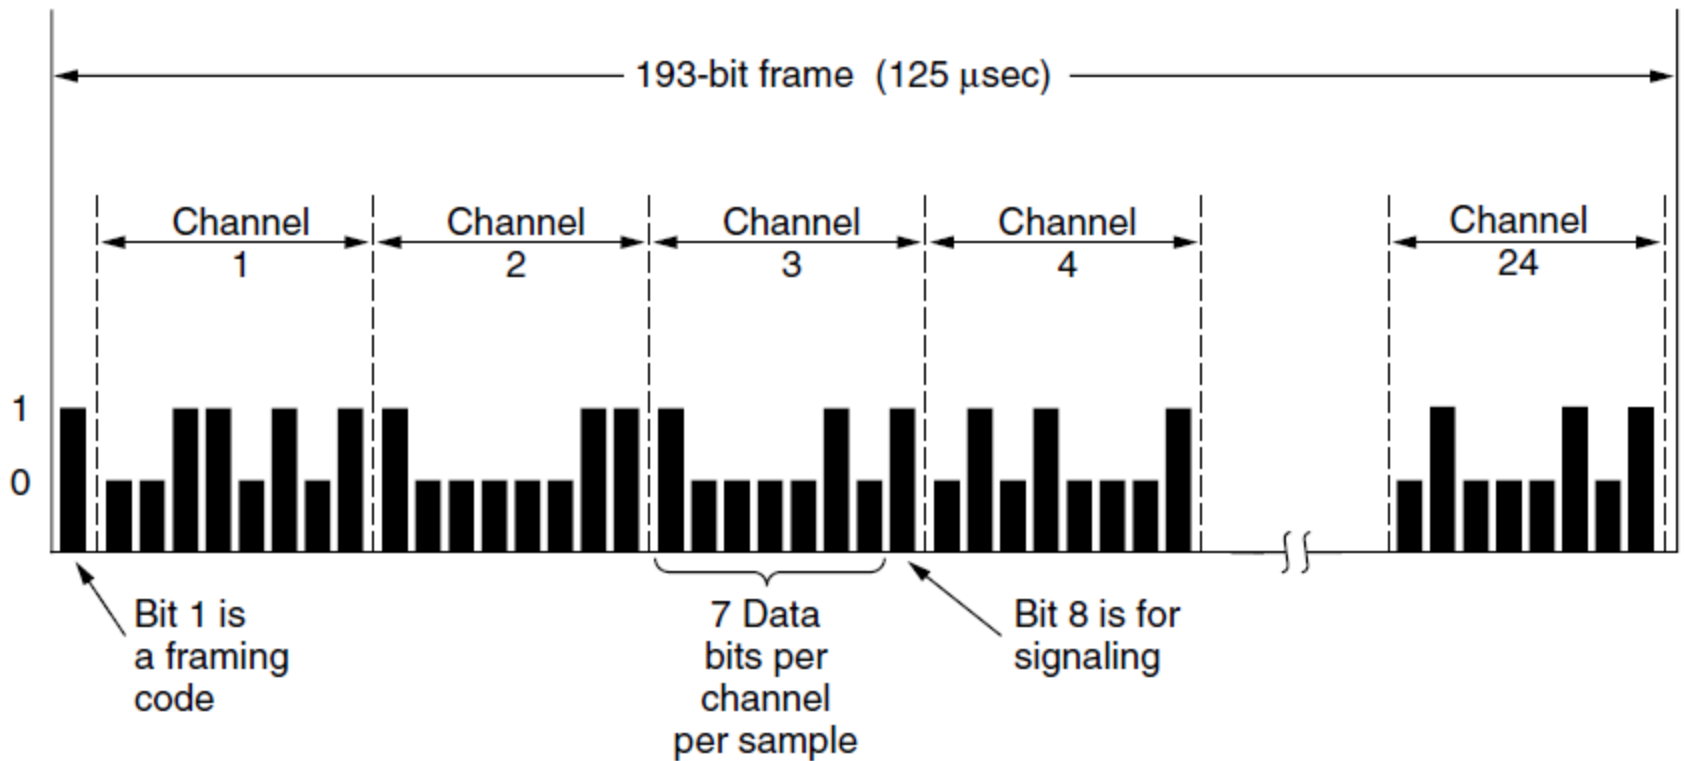 193-bit frame (125 μsec)
Channel
1
Channel
2
Channel
3
Channel
4
Channel
24
1
0
Bit 1 is
a framing
code
7 Data
bits per
channel
per sample
Bit 8 is for
signaling